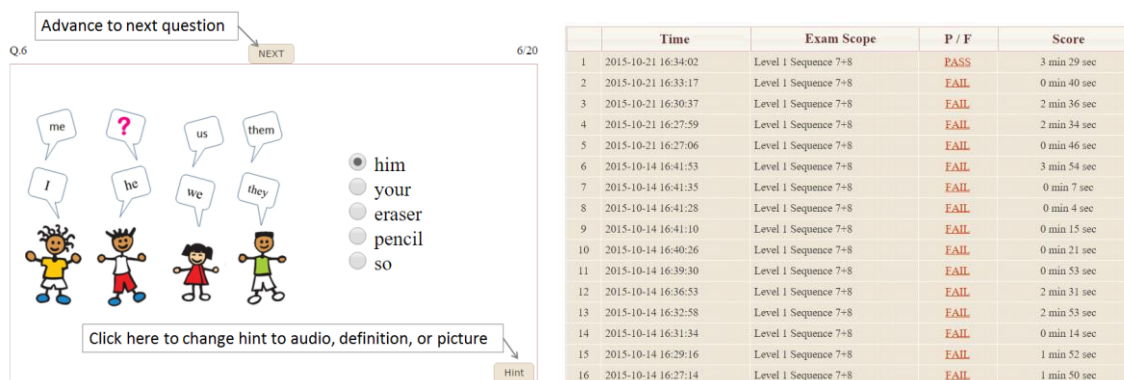 Advance to next question
Q.6
NEXT
6/20
me
?
us
them
I
he
we
they
him
your
eraser
pencil
so
Click here to change hint to audio, definition, or picture
Hint
Time Exam Scope P / F Score
1 2015-10-21 16:34:02 Level 1 Sequence 7+8 PASS 3 min 29 sec
2 2015-10-21 16:33:17 Level 1 Sequence 7+8 FAIL 0 min 40 sec
3 2015-10-21 16:30:37 Level 1 Sequence 7+8 FAIL 2 min 36 sec
4 2015-10-21 16:27:59 Level 1 Sequence 7+8 FAIL 2 min 34 sec
5 2015-10-21 16:27:06 Level 1 Sequence 7+8 FAIL 0 min 46 sec
6 2015-10-14 16:41:53 Level 1 Sequence 7+8 FAIL 3 min 54 sec
7 2015-10-14 16:41:35 Level 1 Sequence 7+8 FAIL 0 min 7 sec
8 2015-10-14 16:41:28 Level 1 Sequence 7+8 FAIL 0 min 4 sec
9 2015-10-14 16:41:10 Level 1 Sequence 7+8 FAIL 0 min 15 sec
10 2015-10-14 16:40:26 Level 1 Sequence 7+8 FAIL 0 min 21 sec
11 2015-10-14 16:39:30 Level 1 Sequence 7+8 FAIL 0 min 53 sec
12 2015-10-14 16:36:53 Level 1 Sequence 7+8 FAIL 2 min 31 sec
13 2015-10-14 16:32:58 Level 1 Sequence 7+8 FAIL 2 min 53 sec
14 2015-10-14 16:31:34 Level 1 Sequence 7+8 FAIL 0 min 14 sec
15 2015-10-14 16:29:16 Level 1 Sequence 7+8 FAIL 1 min 52 sec
16 2015-10-14 16:27:14 Level 1 Sequence 7+8 FAIL 1 min 50 sec